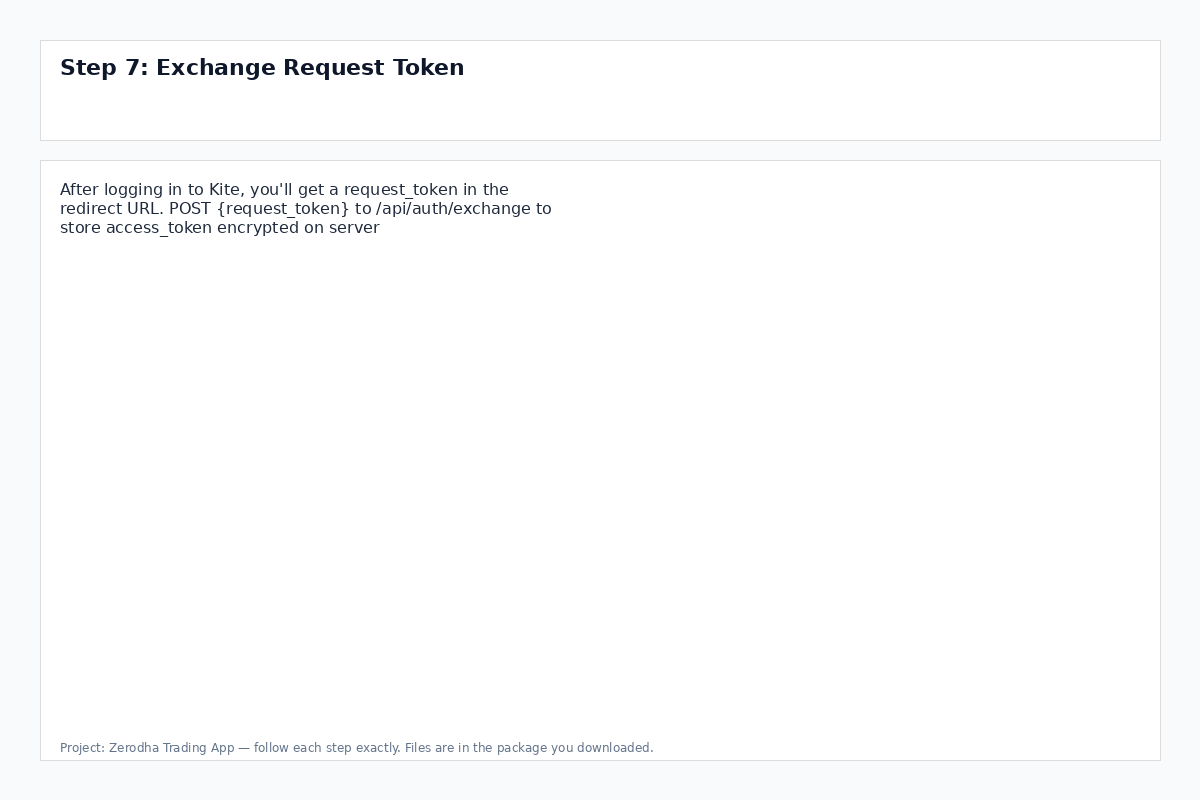 Step 7: Exchange Request Token
After logging in to Kite, you'll get a request_token in the
redirect URL. POST {request_token} to /api/auth/exchange to
store access_token encrypted on server
Project: Zerodha Trading App — follow each step exactly. Files are in the package you downloaded.